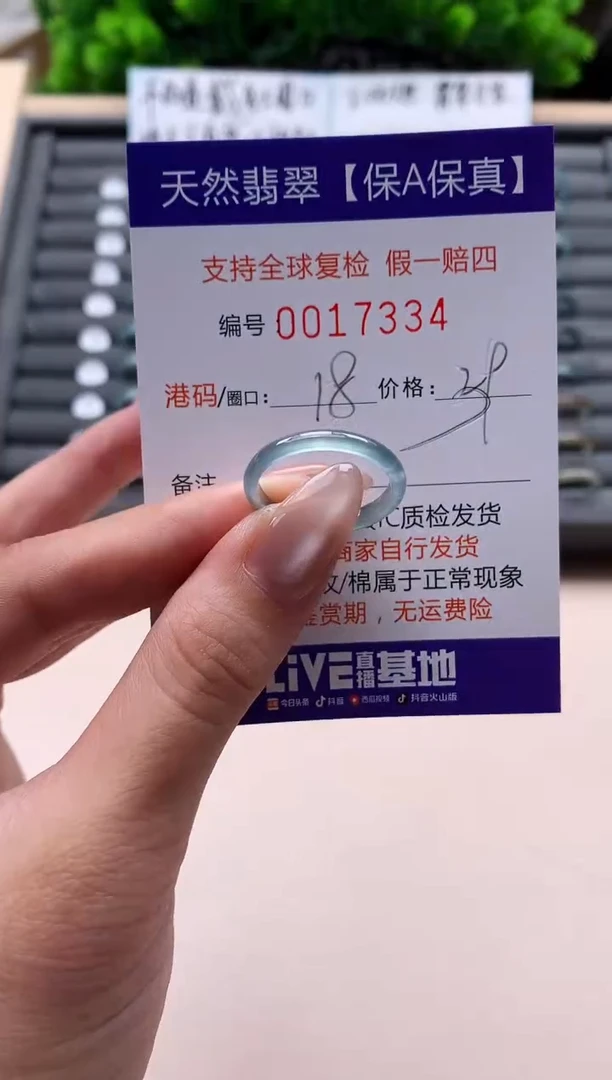 天然翡翠【保A保真】
支持全球复检 假一赔四
编号 0017334
港码/圈口: 18 价格:
备注
IC质检发货
商家自行发货
纹/棉属于正常现象
鉴赏期，无运费险
LIVE直播基地
今日头条 抖音 西瓜视频 抖音火山版